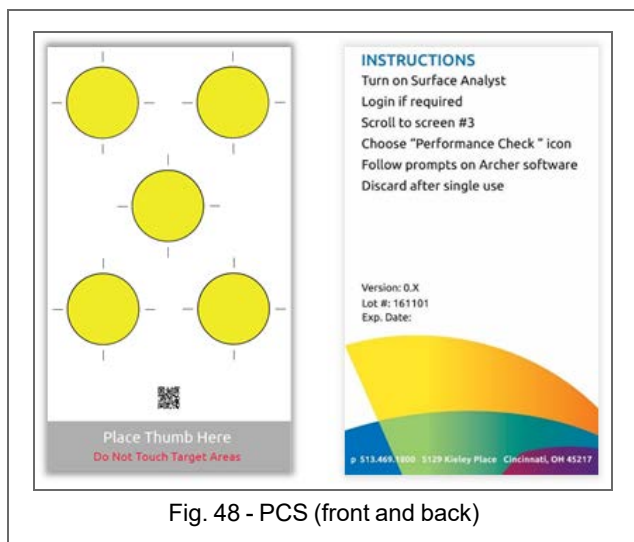 Place Thumb Here
Do Not Touch Target Areas
INSTRUCTIONS
Turn on Surface Analyst
Login if required
Scroll to screen #3
Choose “Performance Check ” icon
Follow prompts on Archer software
Discard after single use
Version: 0.X
Lot #: 161101
Exp. Date:
p 513.469.1800 5129 Kieley Place Cincinnati, OH 45217
Fig. 48 - PCS (front and back)